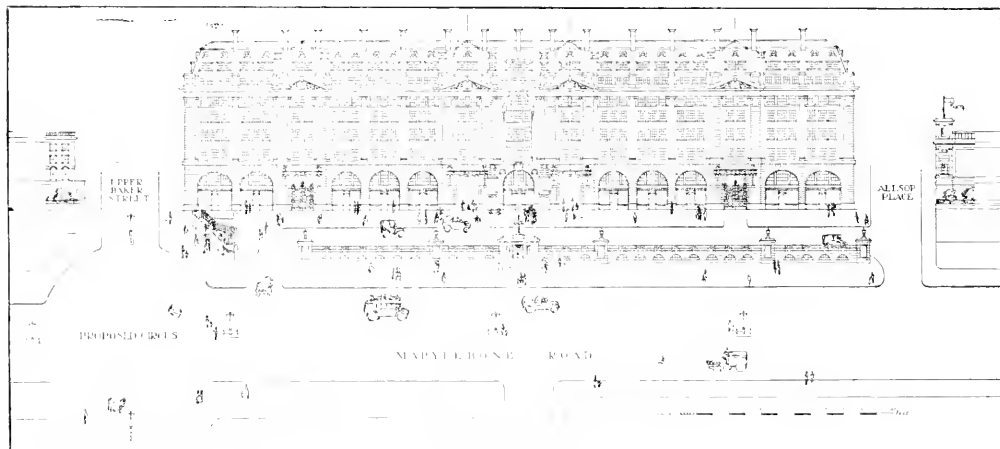 UPPER
BAKER
STREET
ALLSOP
PLACE
PROPOSED CIRCUS
MARYLEBONE ROAD